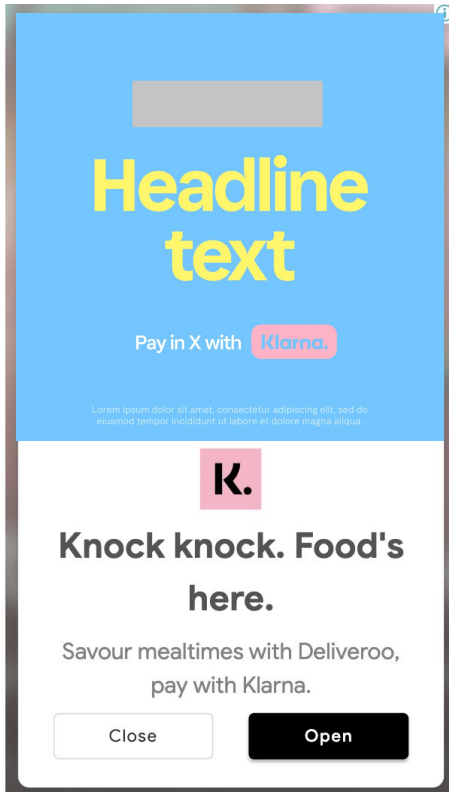 Headline
text
Pay in X with Klarna.
Lorem ipsum dolor sit amet, consectetur adipiscing elit, sed do
eiusmod tempor incididunt ut labore et dolore magna aliqua.
K.
Knock knock. Food's
here.
Savour mealtimes with Deliveroo,
pay with Klarna.
Close Open